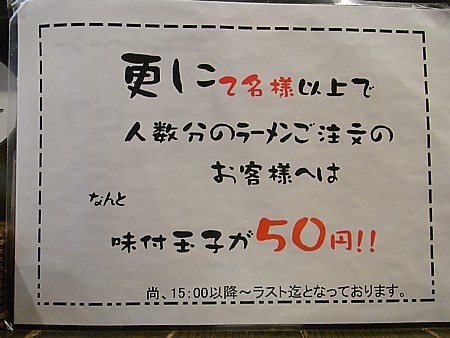 更に2名様以上で
人数分のラーメンご注文の
お客様へは
なんと
味付玉子が50円!!
尚、15:00以降～ラスト迄となっております。